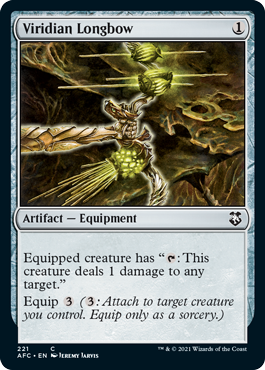 Viridian Longbow 1
Artifact — Equipment
Equipped creature has “: This
creature deals 1 damage to any
target.”
Equip 3 (3: Attach to target creature
you control. Equip only as a sorcery.)
221 C
AFC • EN JEREMY JARVIS ™ & © 2021 Wizards of the Coast